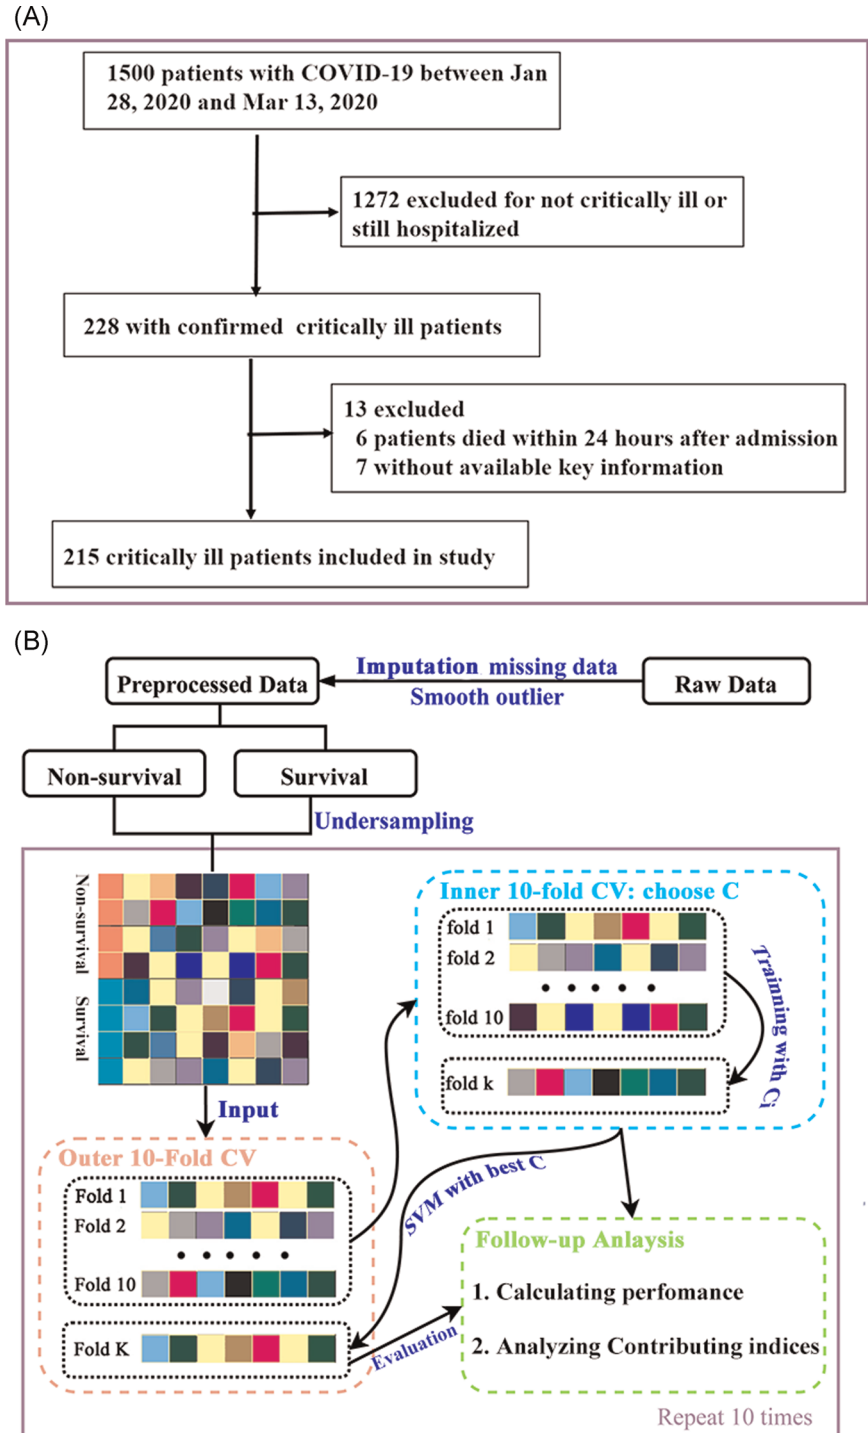 (A)
1500 patients with COVID-19 between Jan
28, 2020 and Mar 13, 2020
1272 excluded for not critically ill or
still hospitalized
228 with confirmed critically ill patients
13 excluded
6 patients died within 24 hours after admission
7 without available key information
215 critically ill patients included in study
(B)
Preprocessed Data
Imputation missing data
Smooth outlier
Raw Data
Non-survival
Survival
Undersampling
Non-survival
Survival
Input
Inner 10-fold CV: choose C
fold 1
fold 2
fold 10
fold k
Trainning with Ci
Outer 10-Fold CV
Fold 1
Fold 2
Fold 10
Fold K
SVM with best C
Evaluation
Follow-up Anlaysis
1. Calculating perfomance
2. Analyzing Contributing indices
Repeat 10 times